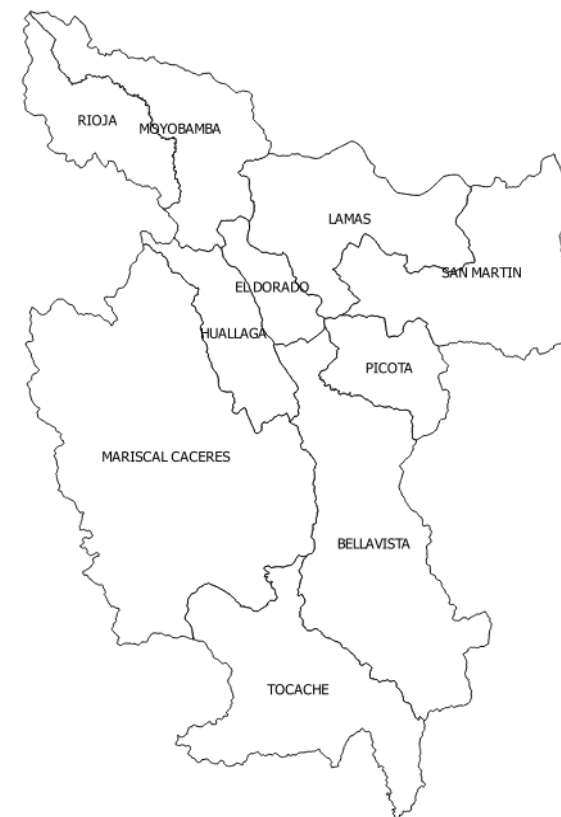 RIOJA
MOYOBAMBA
LAMAS
SAN MARTIN
EL DORADO
HUALLAGA
PICOTA
MARISCAL CACERES
BELLAVISTA
TOCACHE